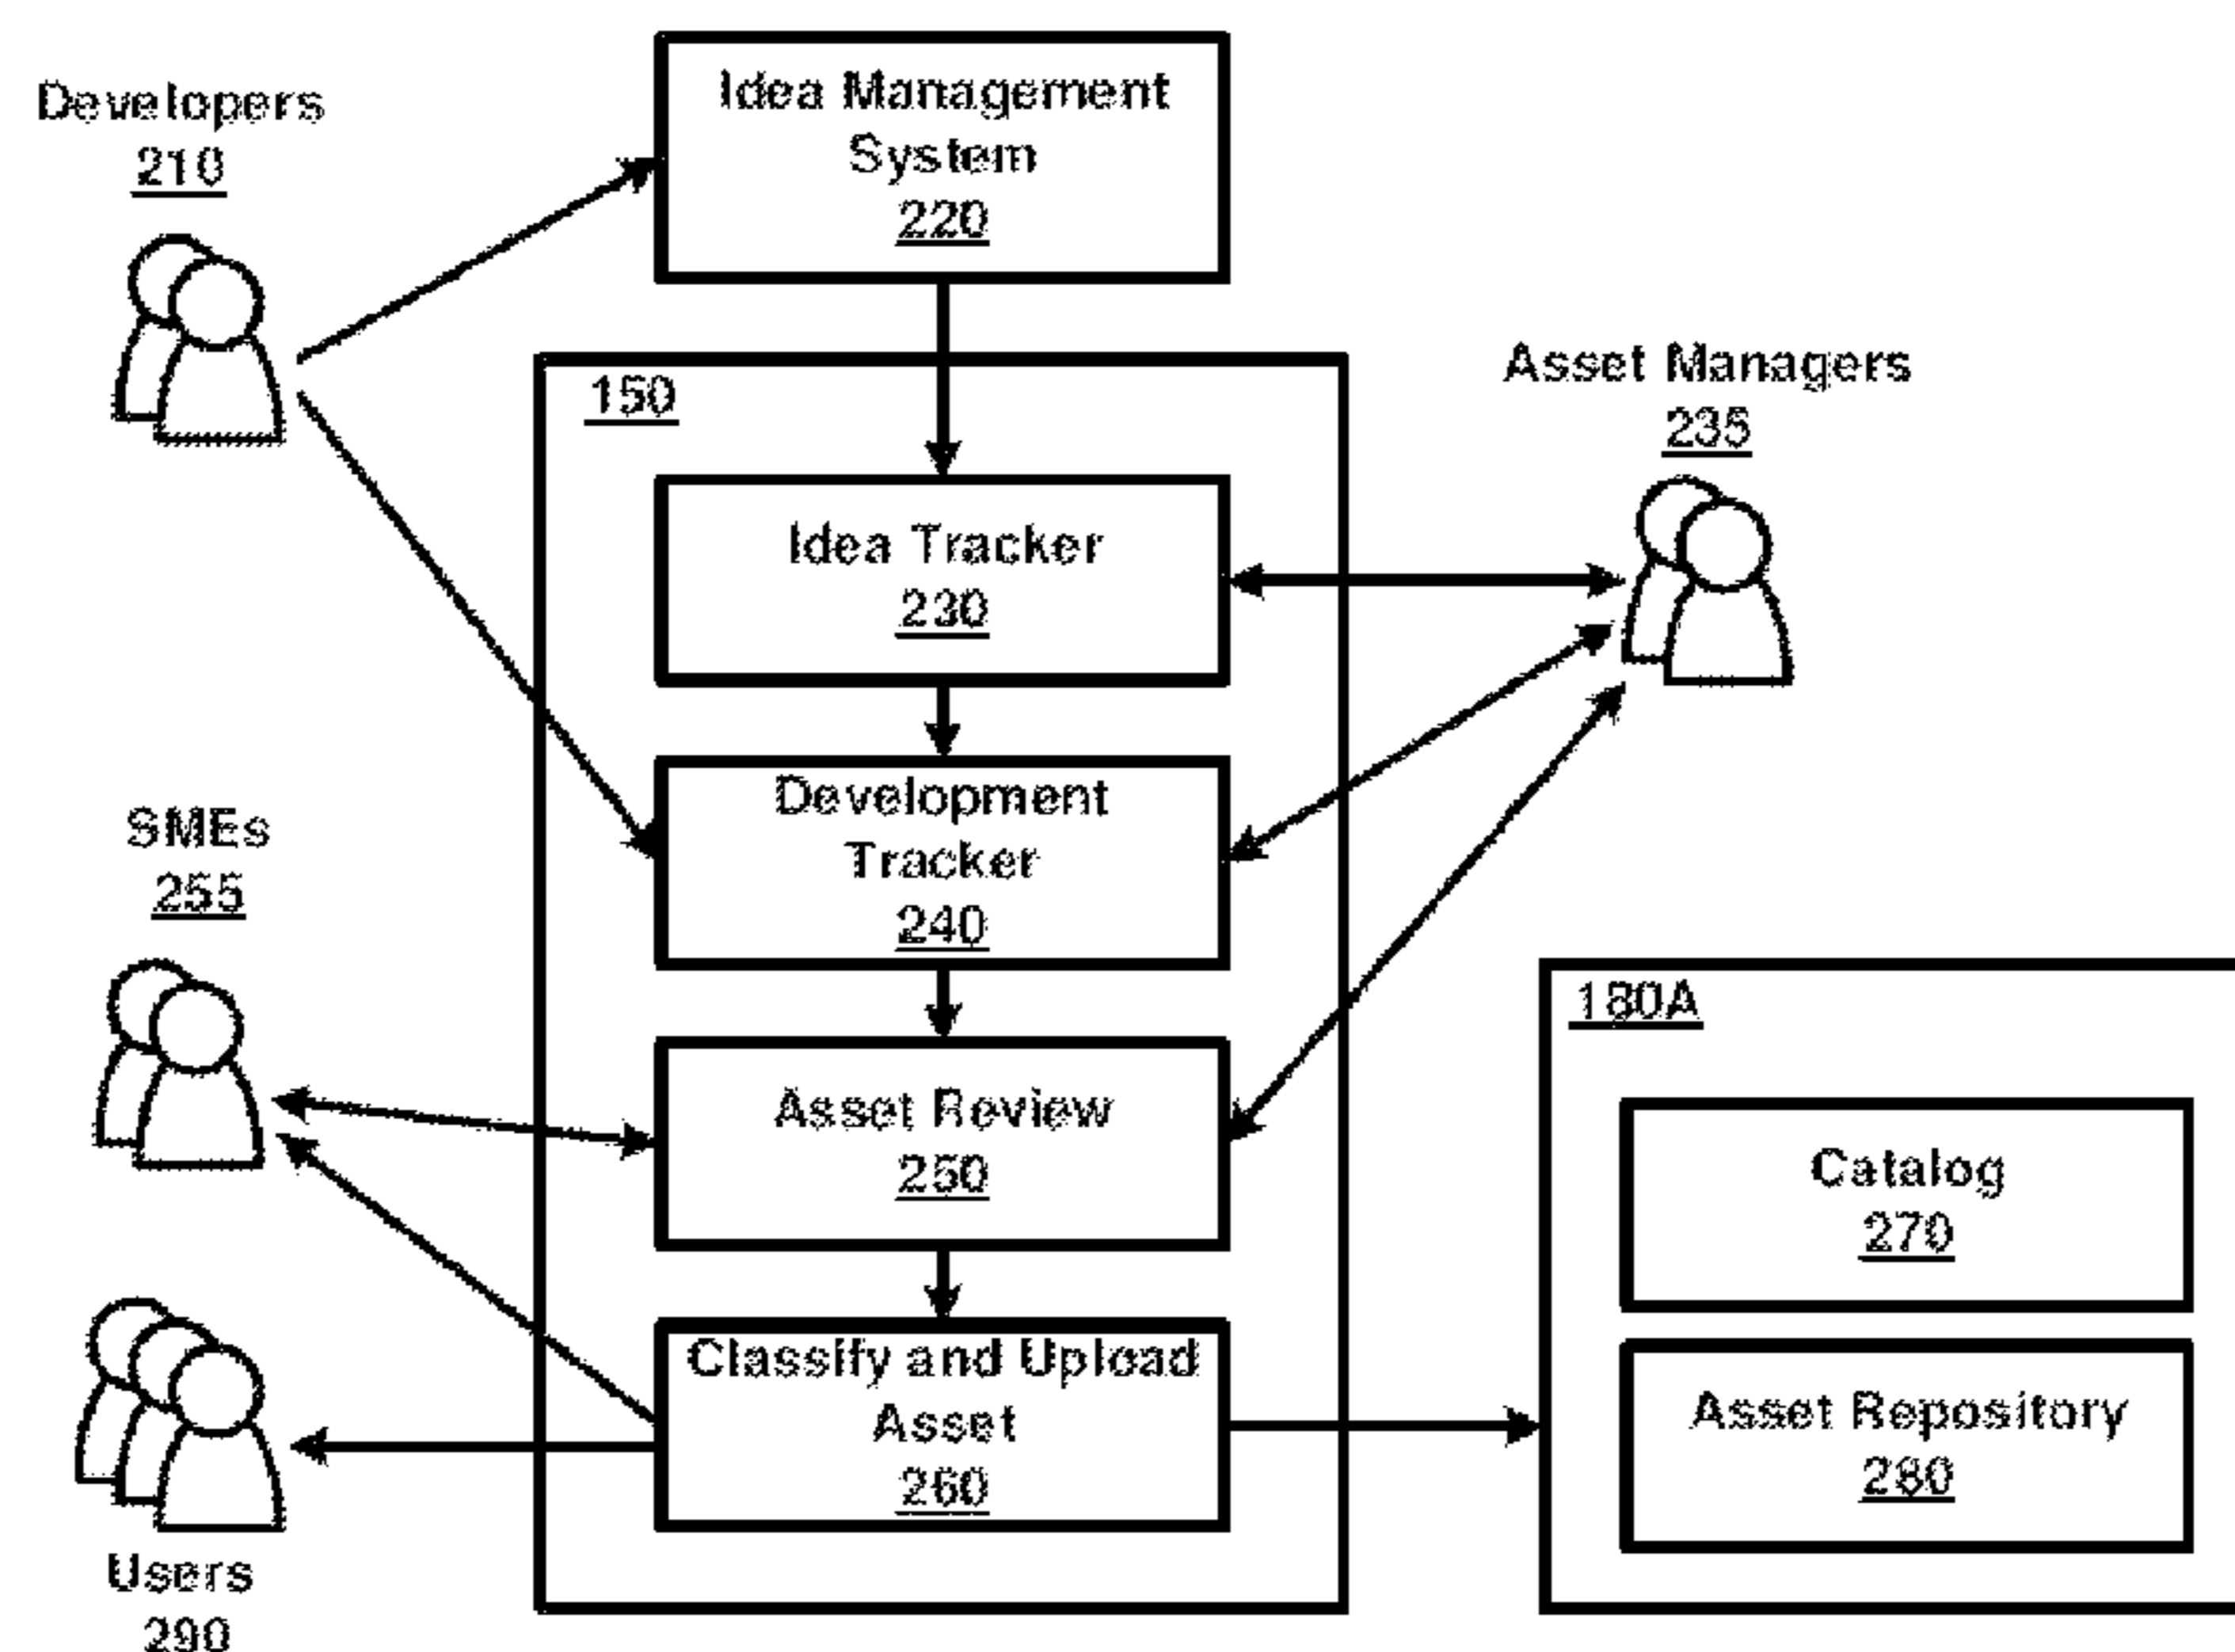 Developers
210
Idea Management
System
220
150
Asset Managers
235
Idea Tracker
230
Development
Tracker
240
SMEs
255
Asset Review
250
180A
Catalog
270
Classify and Upload
Asset
260
Asset Repository
280
Users
290